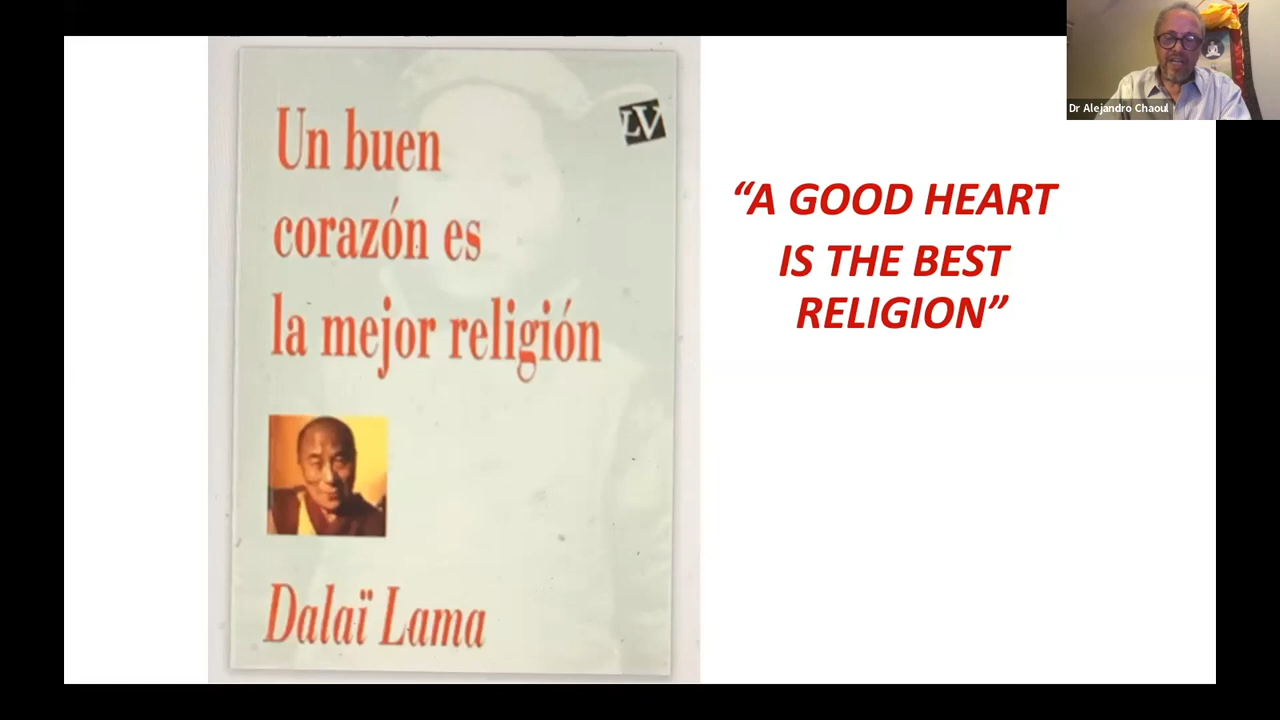 Un buen
corazón es
la mejor religión
Dalaï Lama
LV
“A GOOD HEART
IS THE BEST
RELIGION”
Dr Alejandro Chaoul